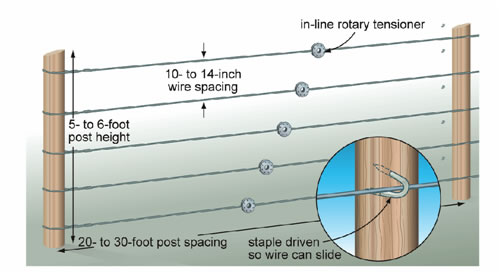 in-line rotary tensioner
10- to 14-inch
wire spacing
5- to 6-foot
post height
20- to 30-foot post spacing
staple driven
so wire can slide